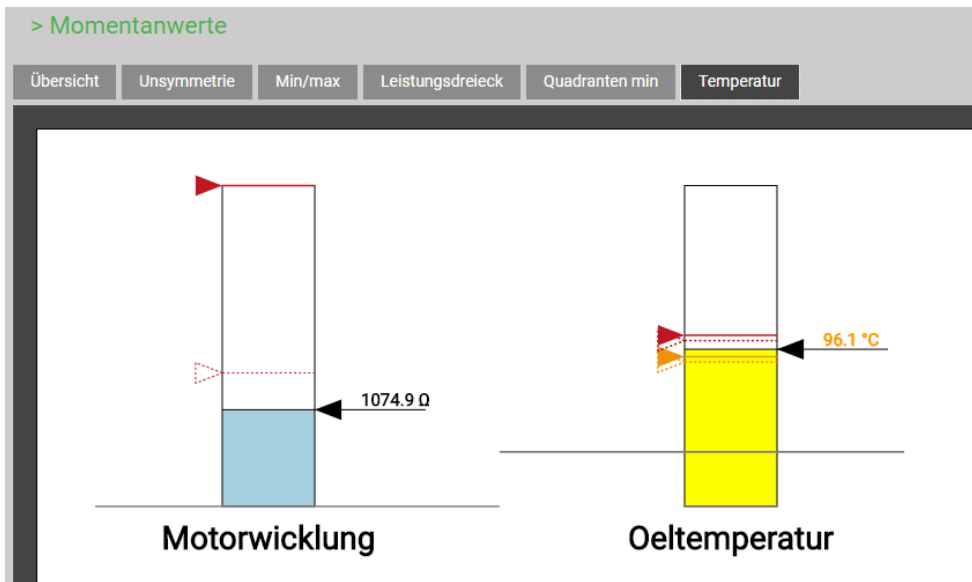 > Momentanwerte
Übersicht Unsymmetrie Min/max Leistungsdreieck Quadranten min Temperatur
96.1 °C
1074.9 Ω
Motorwicklung Oeltemperatur